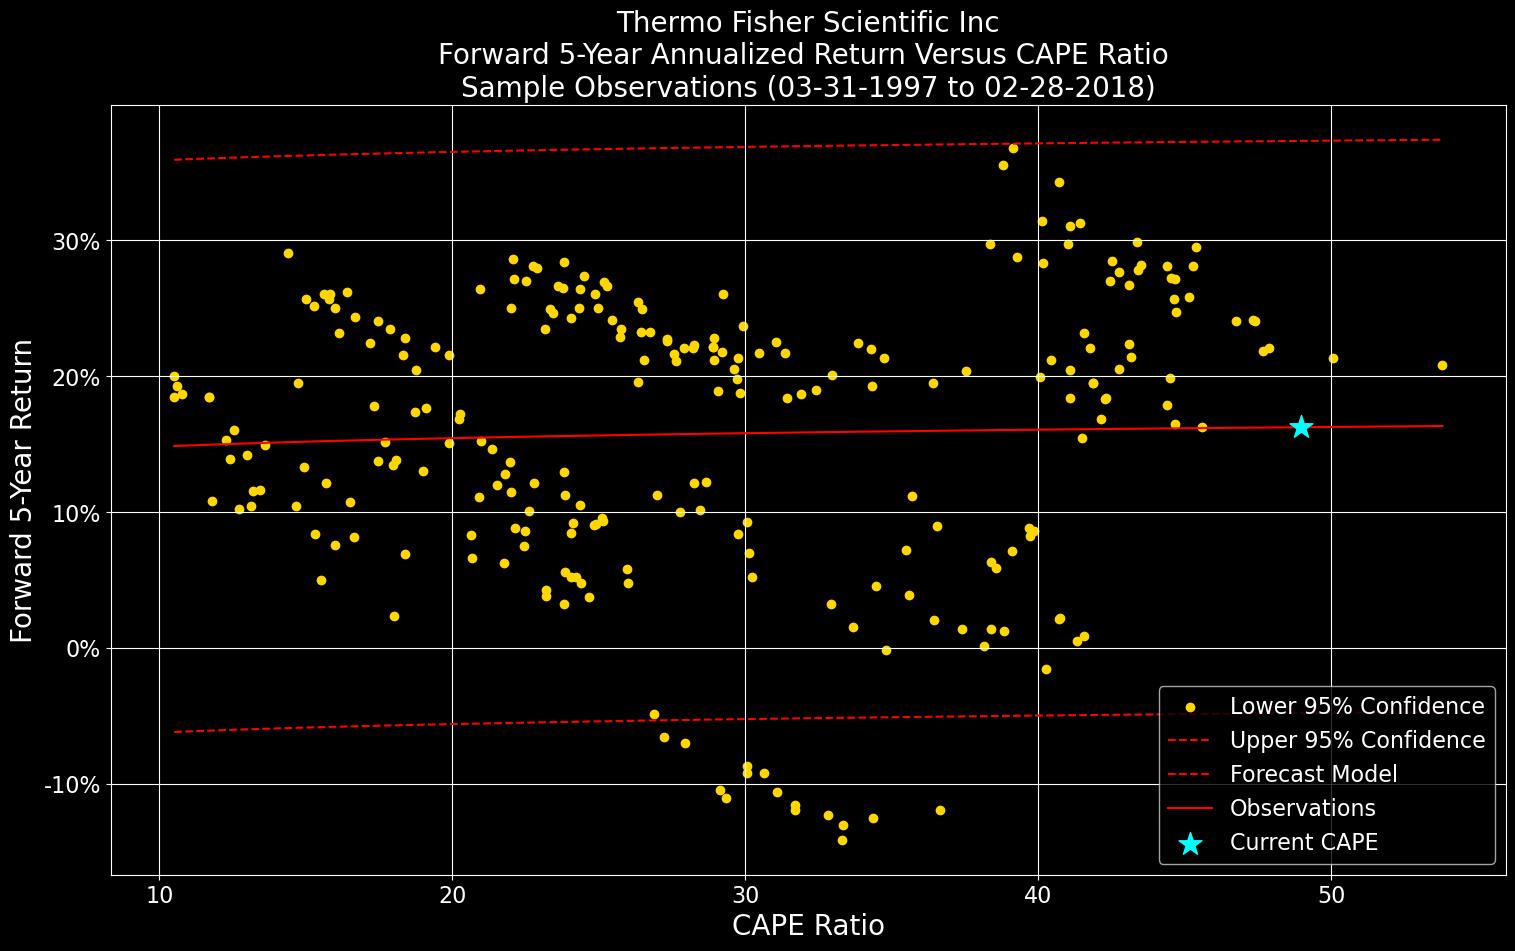 Thermo Fisher Scientific Inc
Forward 5-Year Annualized Return Versus CAPE Ratio
Sample Observations (03-31-1997 to 02-28-2018)
Forward 5-Year Return
30%
20%
10%
0%
-10%
10
20
30
40
50
CAPE Ratio
Lower 95% Confidence
Upper 95% Confidence
Forecast Model
Observations
Current CAPE